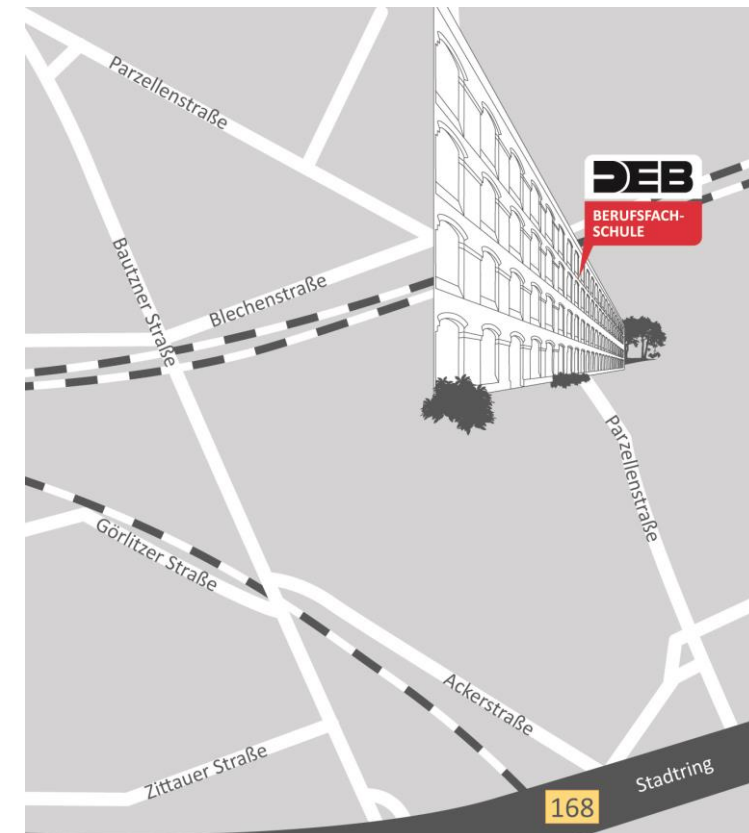 Parzellenstraße
DEB
BERUFSFACH-
SCHULE
Bautzner Straße
Blechenstraße
Parzellenstraße
Görlitzer Straße
Ackerstraße
Zittauer Straße
Stadtring
168